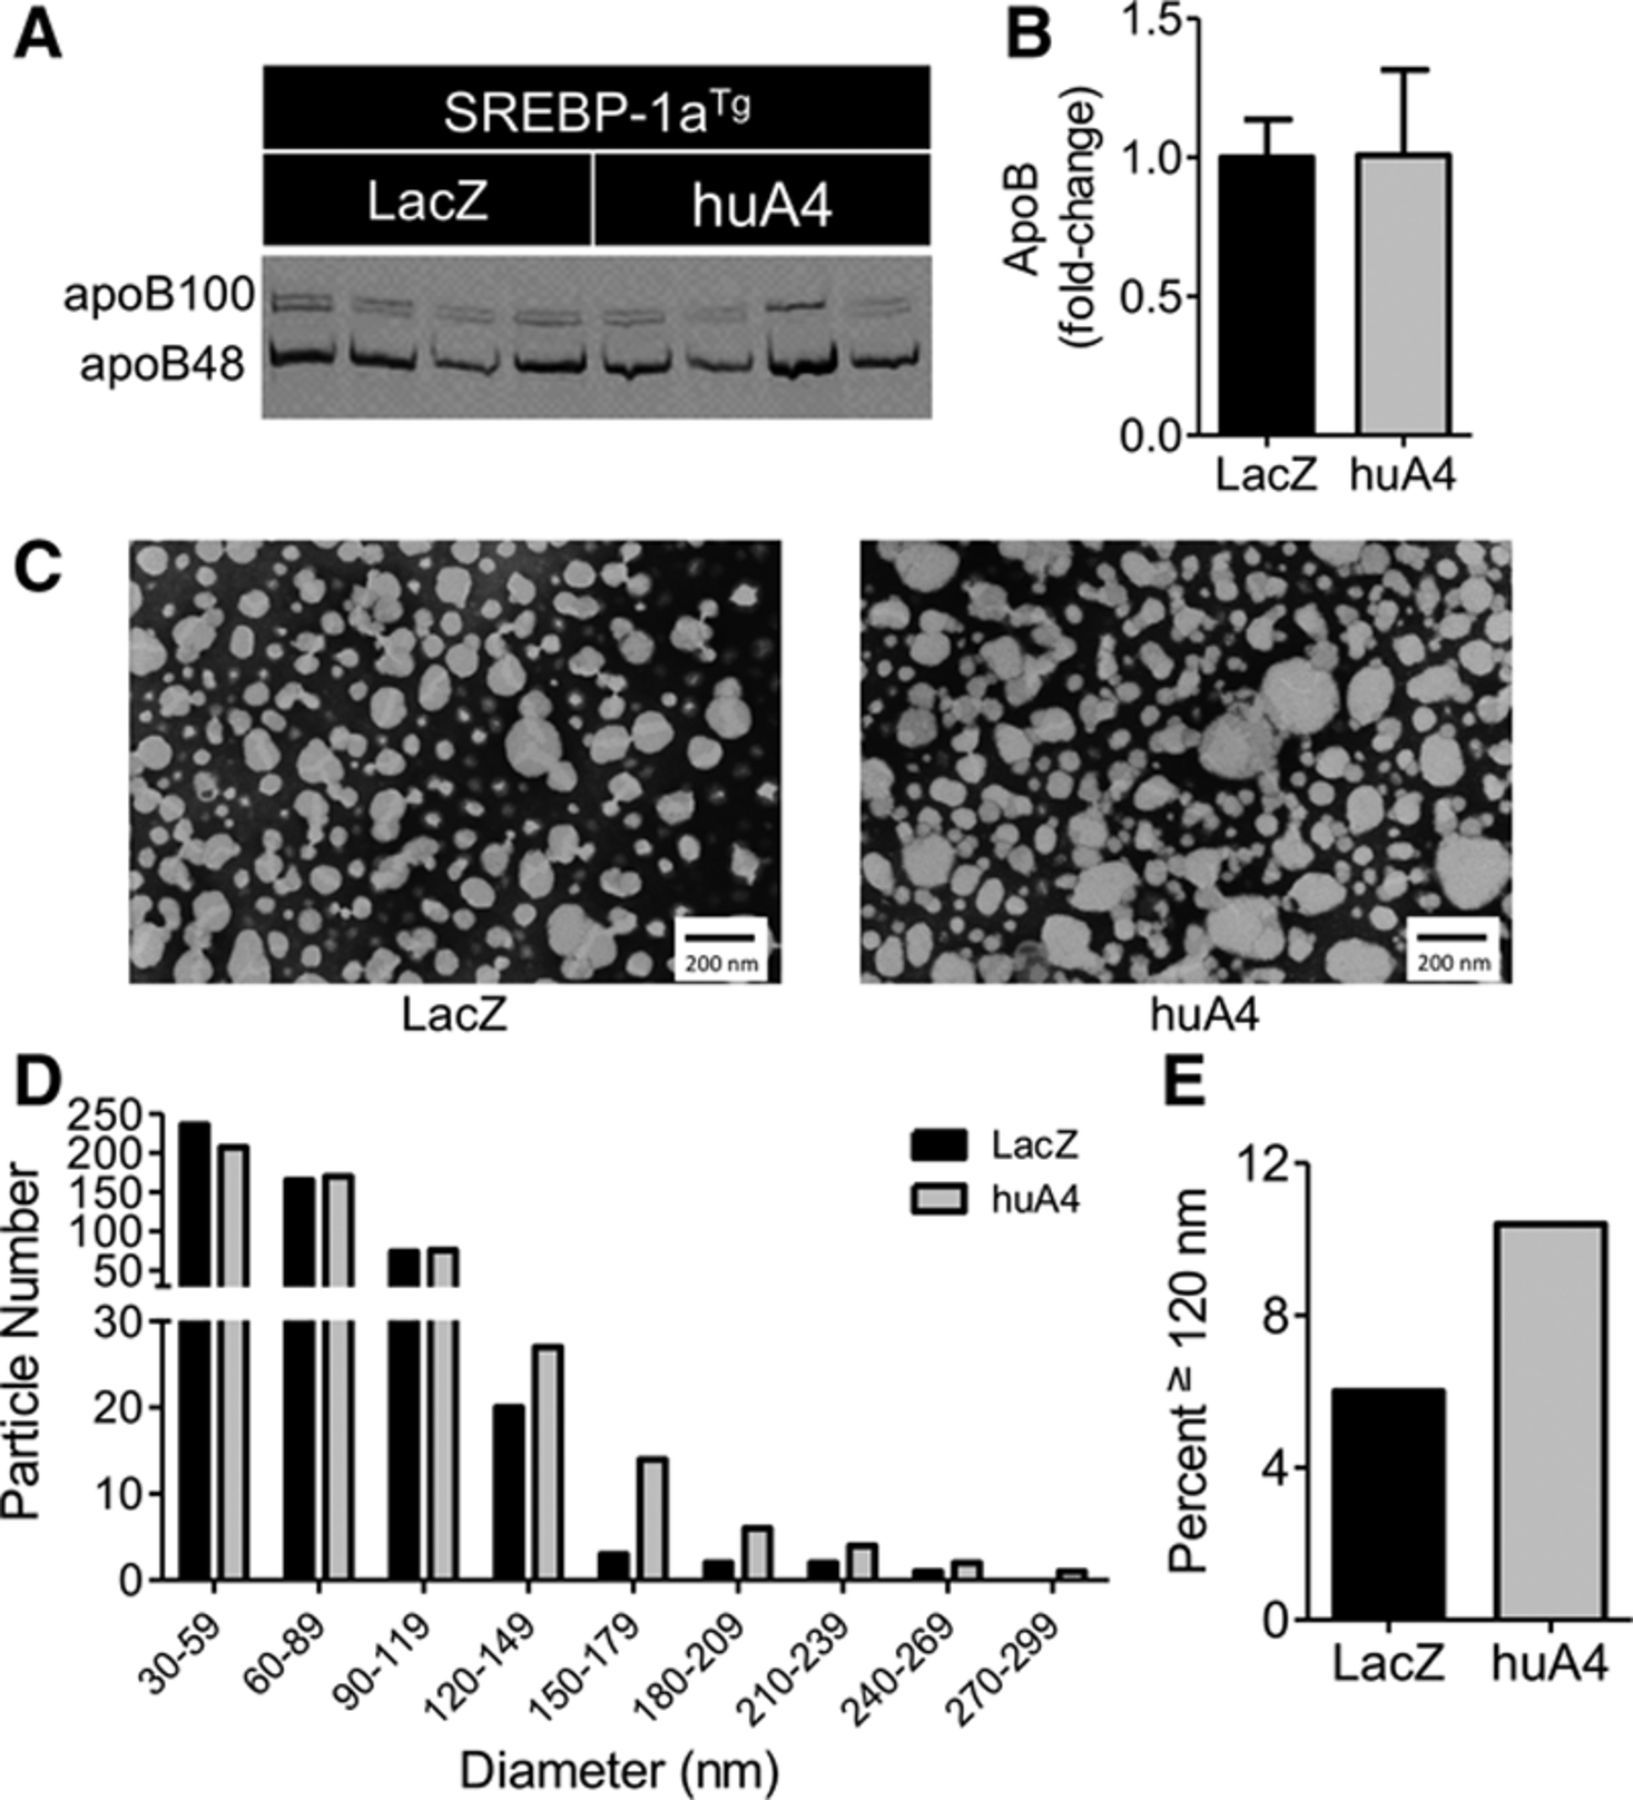 A
SREBP-1aTg
LacZ huA4
apoB100
apoB48
B
ApoB
(fold-change)
1.5
1.0
0.5
0.0
LacZ huA4
C
200 nm
200 nm
LacZ
huA4
D
Particle Number
250
200
150
100
50
30
20
10
0
LacZ
huA4
30-59
60-89
90-119
120-149
150-179
180-209
210-239
240-269
270-299
Diameter (nm)
E
Percent ≥ 120 nm
12
8
4
0
LacZ huA4